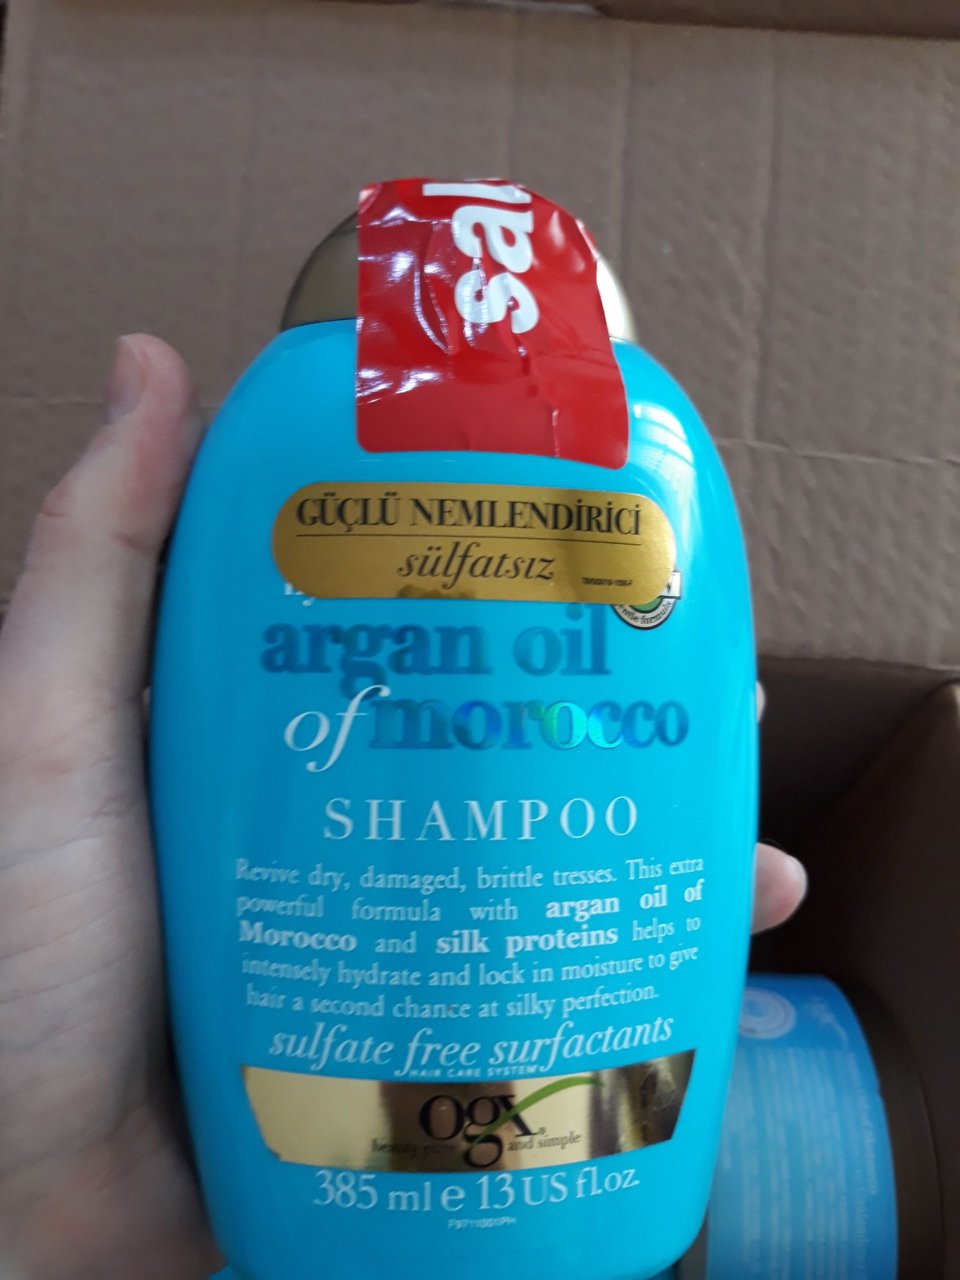 GÜÇLÜ NEMLENDİRİCİ
sülfatsız
argan oil
of morocco
SHAMPOO
Revive dry, damaged, brittle tresses. This extra
powerful formula with argan oil of
Morocco and silk proteins helps to
intensely hydrate and lock in moisture to give
hair a second chance at silky perfection.
sulfate free surfactants
HAIR CARE SYSTEM
ogx
beauty pure and simple
385 ml e 13 US fl.oz.